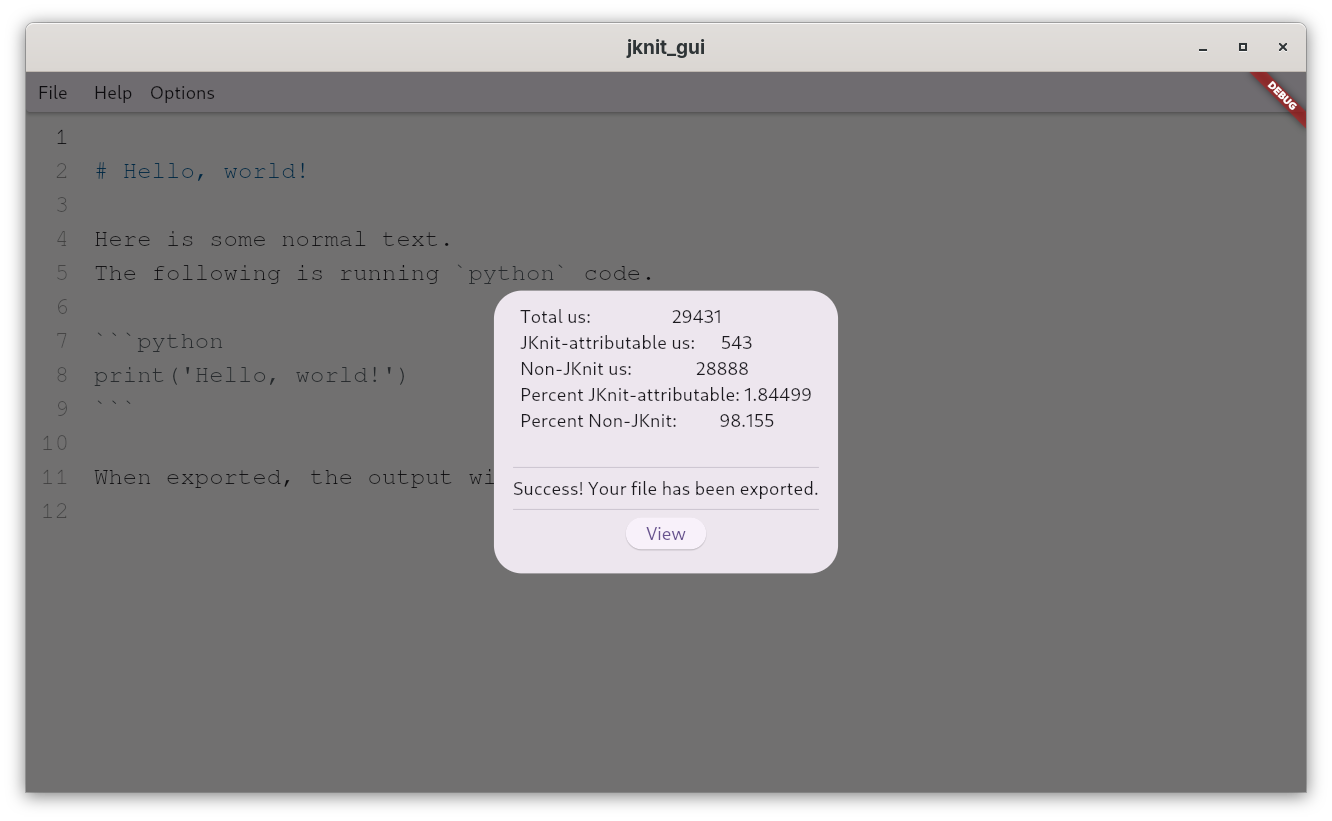 jknit_gui
File Help Options
DEBUG
1
2 # Hello, world!
3
4 Here is some normal text.
5 The following is running `python` code.
6
7 ```python
8 print('Hello, world!')
9 ```
10
11 When exported, the output wi
12
Total us: 29431
JKnit-attributable us: 543
Non-JKnit us: 28888
Percent JKnit-attributable: 1.84499
Percent Non-JKnit: 98.155
Success! Your file has been exported.
View